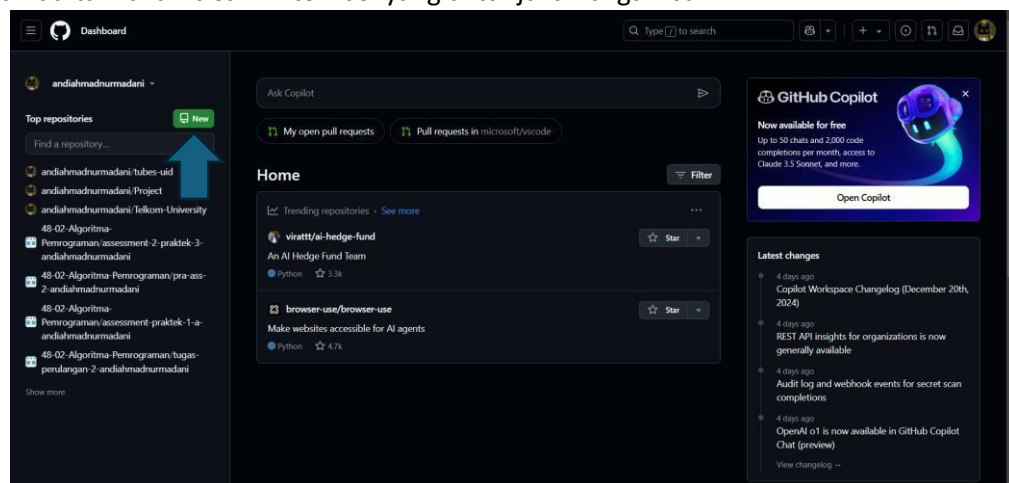 Dashboard
Type / to search
andiahmadnurmadani
Top repositories
New
Find a repository...
andiahmadnurmadani/tubes-uid
andiahmadnurmadani/Project
andiahmadnurmadani/Telkom-University
48-02-Algoritma-
Pemrograman/assessment-2-praktek-3-
andiahmadnurmadani
48-02-Algoritma-Pemrograman/pra-ass-
2-andiahmadnurmadani
48-02-Algoritma-
Pemrograman/assessment-praktek-1-a-
andiahmadnurmadani
48-02-Algoritma-Pemrograman/tugas-
perulangan-2-andiahmadnurmadani
Show more
Ask Copilot
My open pull requests
Pull requests in microsoft/vscode
Home
Filter
Trending repositories · See more
virattt/ai-hedge-fund
Star
An AI Hedge Fund Team
Python 3.3k
browser-use/browser-use
Star
Make websites accessible for AI agents
Python 4.7k
GitHub Copilot
Now available for free
Up to 50 chats and 2,000 code
completions per month, access to
Claude 3.5 Sonnet, and more.
Open Copilot
Latest changes
4 days ago
Copilot Workspace Changelog (December 20th,
2024)
4 days ago
REST API insights for organizations is now
generally available
4 days ago
Audit log and webhook events for secret scan
completions
4 days ago
OpenAI o1 is now available in GitHub Copilot
Chat (preview)
View changelog →